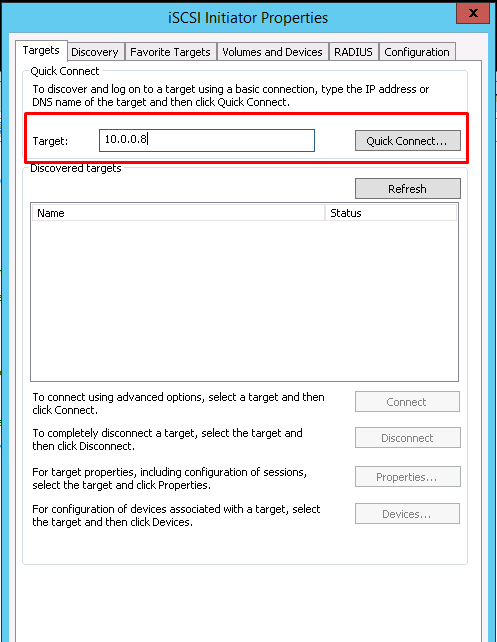 iSCSI Initiator Properties
x
Targets Discovery Favorite Targets Volumes and Devices RADIUS Configuration
Quick Connect
To discover and log on to a target using a basic connection, type the IP address or
DNS name of the target and then click Quick Connect.
Target: 10.0.0.8 Quick Connect...
Discovered targets
Refresh
Name Status
To connect using advanced options, select a target and then
click Connect.
Connect
To completely disconnect a target, select the target and
then click Disconnect.
Disconnect
For target properties, including configuration of sessions,
select the target and click Properties.
Properties...
For configuration of devices associated with a target, select
the target and then click Devices.
Devices...